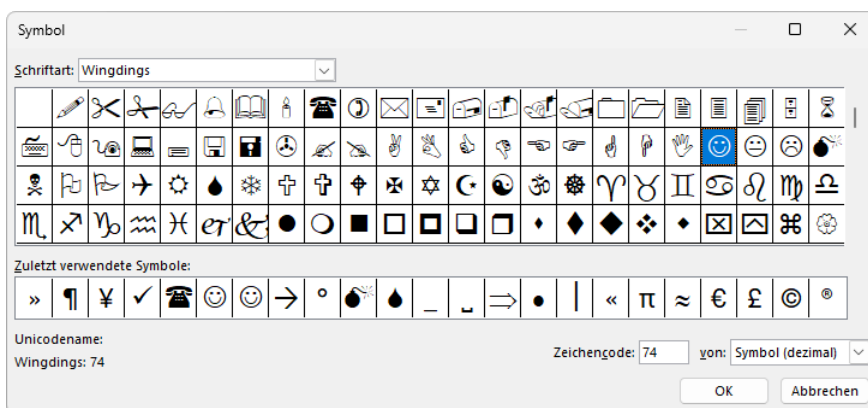 Symbol
Schriftart: Wingdings
Zuletzt verwendete Symbole:
» ¶ ¥ ✓ ☎ ☺ ☺ → ° 💣 💧 _ ␣ ⇒ • | « π ≈ € £ © ®
Unicodename:
Wingdings: 74
Zeichencode: 74 von: Symbol (dezimal)
OK Abbrechen